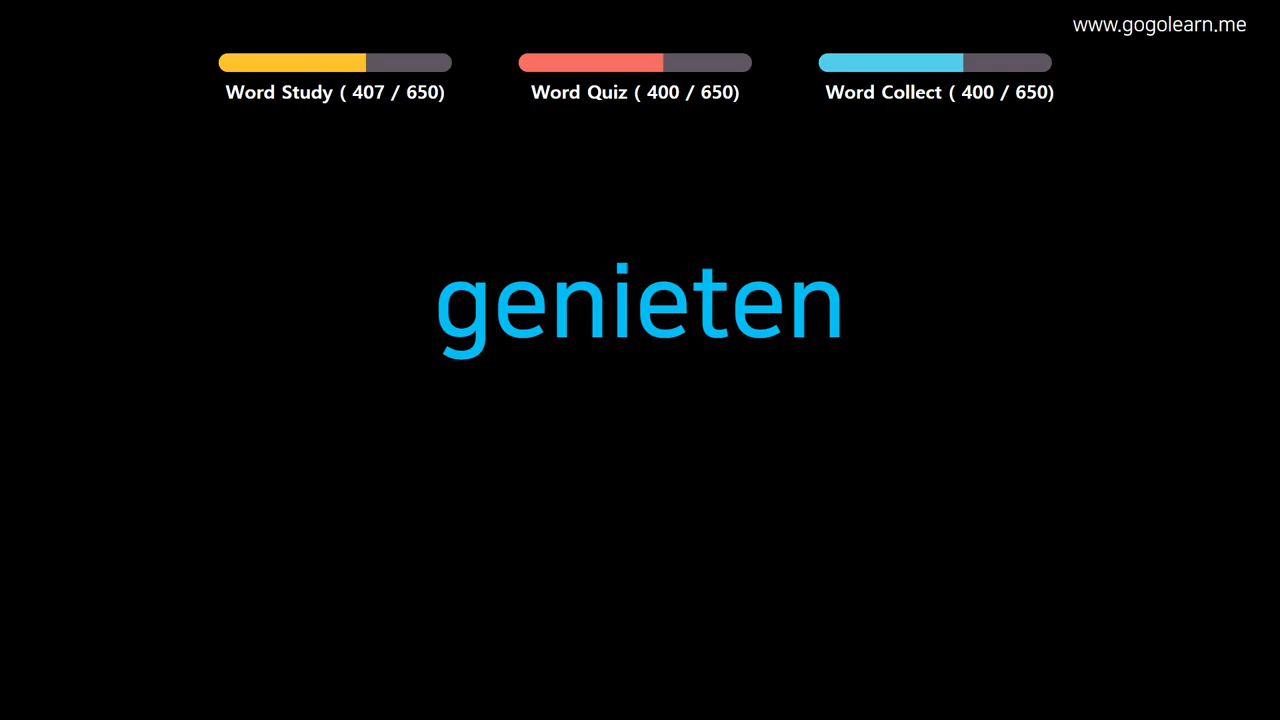 www.gogolearn.me
Word Study ( 407 / 650)
Word Quiz ( 400 / 650)
Word Collect ( 400 / 650)
genieten